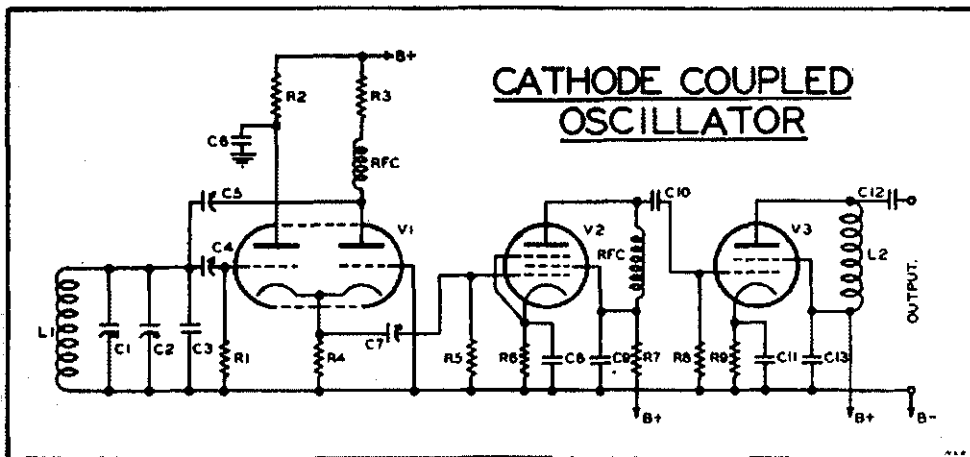 CATHODE COUPLED
OSCILLATOR
B+
R2
R3
C6
RFC
C5
V1
C4
L1
C1
C2
C3
R1
R4
C7
V2
RFC
C10
R5
R6
C8
C9
R7
B+
V3
C12
L2
OUTPUT.
R8
R9
C11
C13
B+
B-